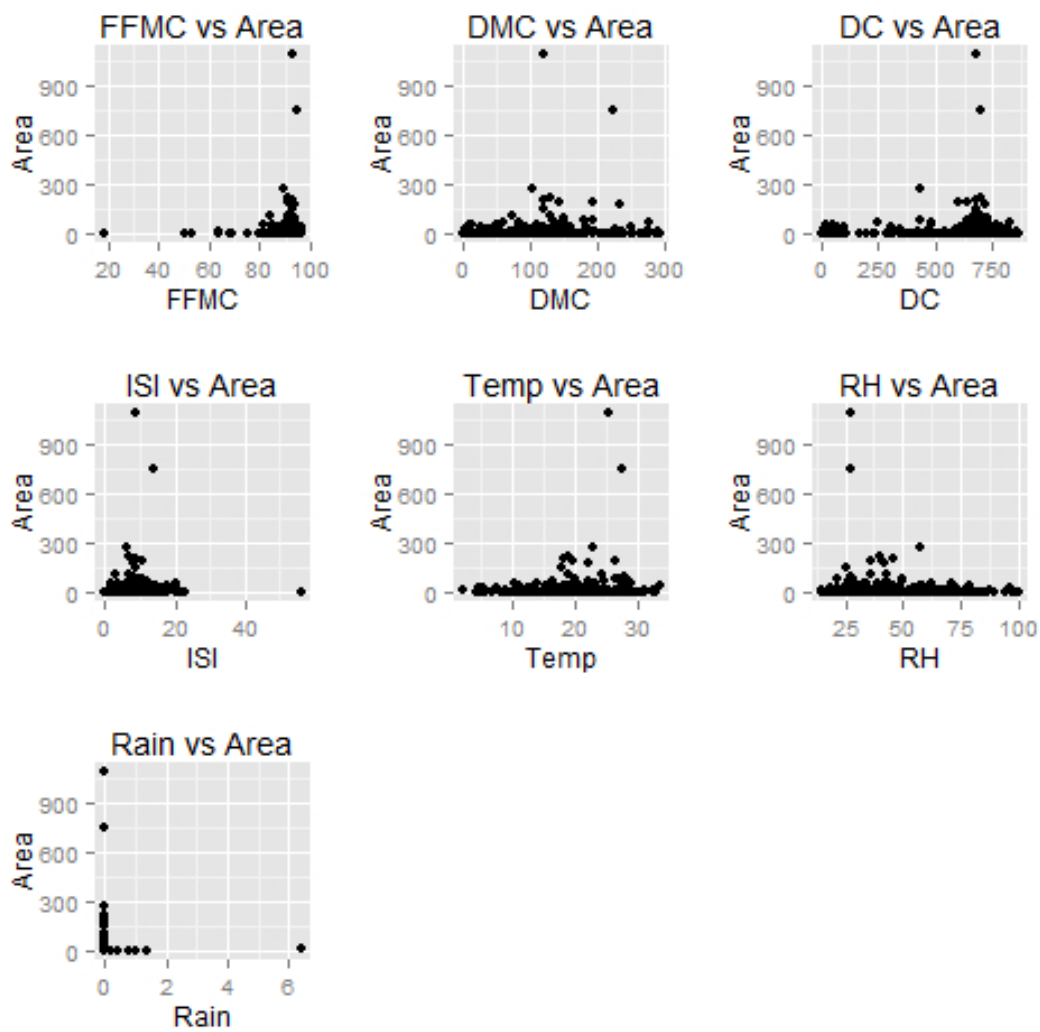 FFMC vs Area
DMC vs Area
DC vs Area
Area
900
600
300
0
20 40 60 80 100
FFMC
Area
900
600
300
0
0 100 200 300
DMC
Area
900
600
300
0
0 250 500 750
DC
ISI vs Area
Temp vs Area
RH vs Area
Area
900
600
300
0
0 20 40
ISI
Area
900
600
300
0
10 20 30
Temp
Area
900
600
300
0
25 50 75 100
RH
Rain vs Area
Area
900
600
300
0
0 2 4 6
Rain